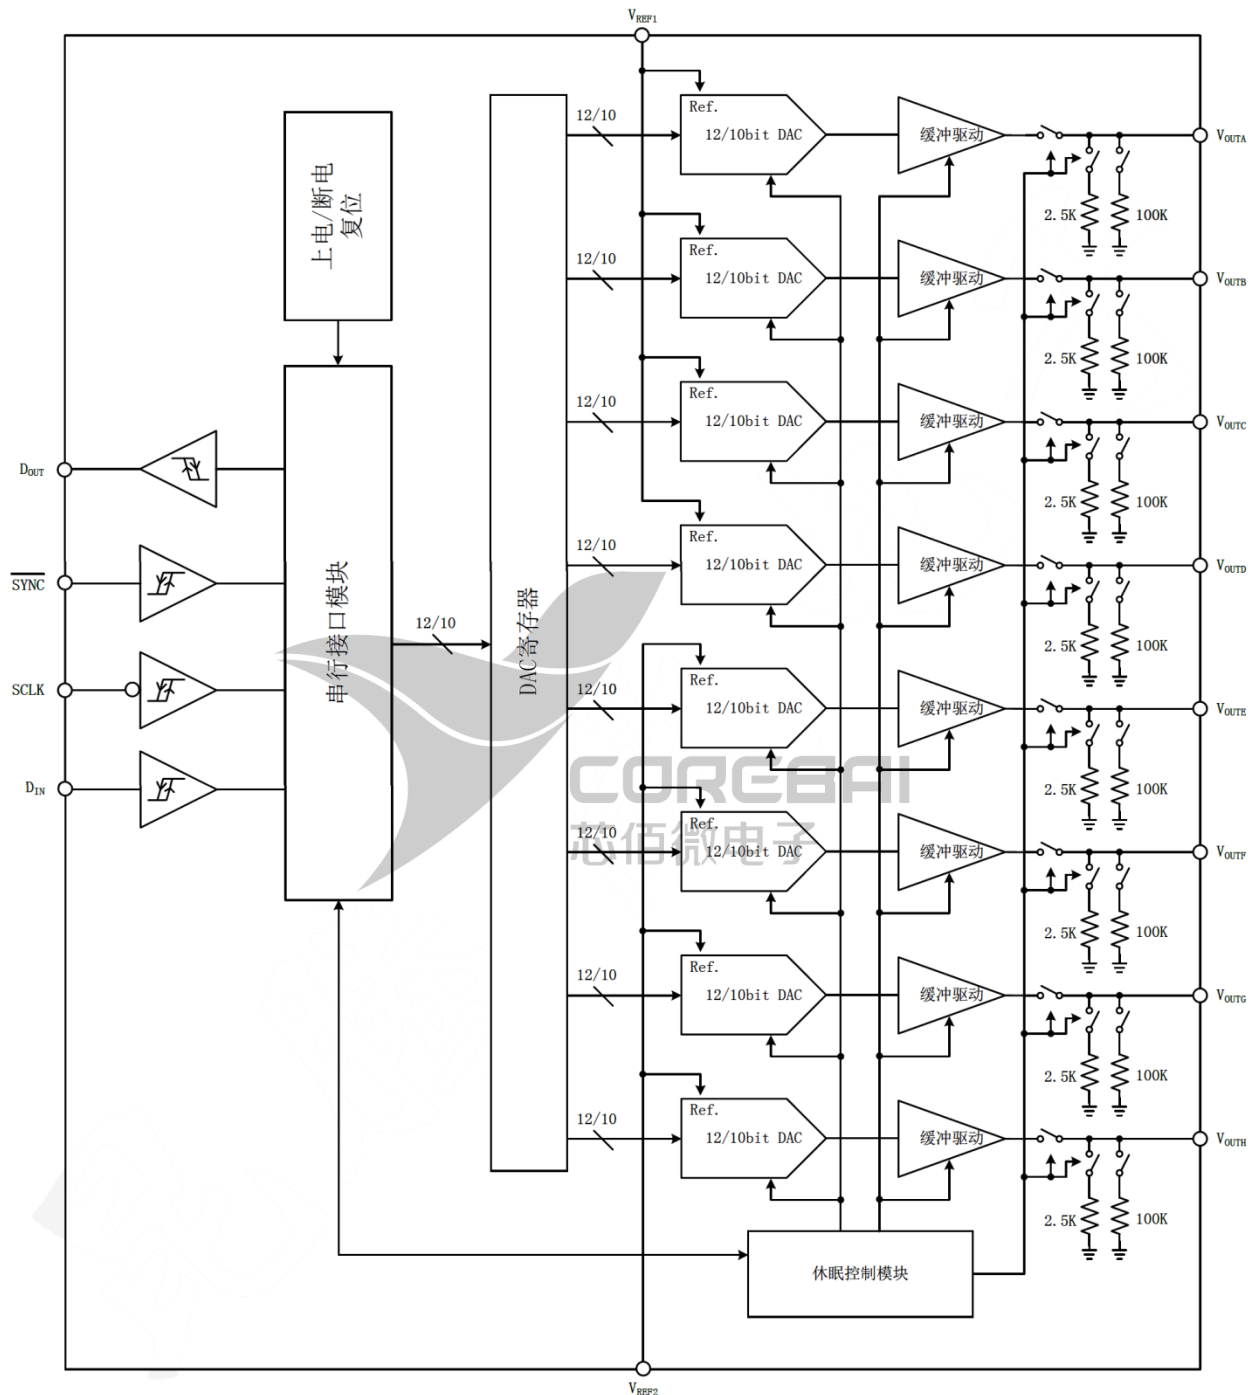 VREF1
上电/断电
复位
串行接口模块
DOUT
SYNC
SCLK
DIN
12/10
DAC寄存器
12/10
Ref.
12/10bit DAC
缓冲驱动
2.5K
100K
VOUTA
12/10
Ref.
12/10bit DAC
缓冲驱动
2.5K
100K
VOUTB
12/10
Ref.
12/10bit DAC
缓冲驱动
2.5K
100K
VOUTC
12/10
Ref.
12/10bit DAC
缓冲驱动
2.5K
100K
VOUTD
12/10
Ref.
12/10bit DAC
缓冲驱动
2.5K
100K
VOUTE
COREBAI
芯佰微电子
12/10
Ref.
12/10bit DAC
缓冲驱动
2.5K
100K
VOUTF
12/10
Ref.
12/10bit DAC
缓冲驱动
2.5K
100K
VOUTG
12/10
Ref.
12/10bit DAC
缓冲驱动
2.5K
100K
VOUTH
休眠控制模块
VREF2